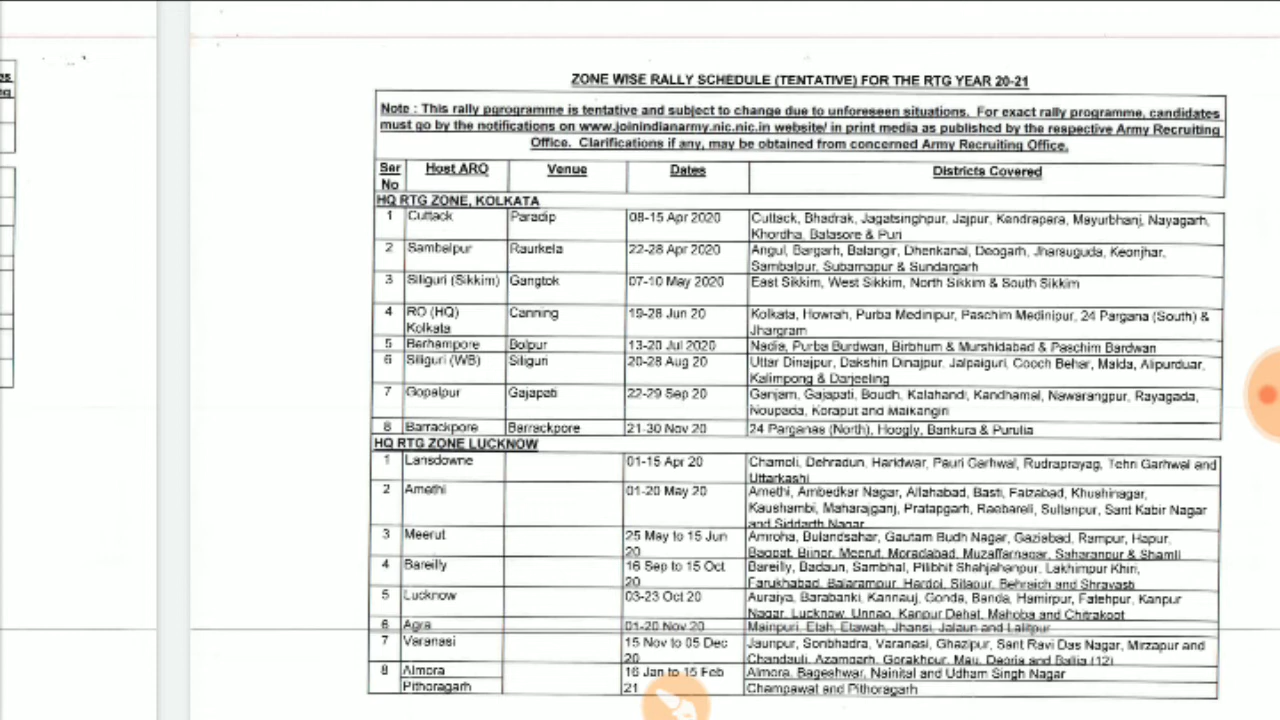 ZONE WISE RALLY SCHEDULE (TENTATIVE) FOR THE RTG YEAR 20-21
Note : This rally pgrogramme is tentative and subject to change due to unforeseen situations. For exact rally programme, candidates
must go by the notifications on www.joinindianarmy.nic.nic.in website/ in print media as published by the respective Army Recruiting
Office. Clarifications if any, may be obtained from concerned Army Recruiting Office.
Ser No Host ARO Venue Dates Districts Covered
HQ RTG ZONE, KOLKATA
1 Cuttack Paradip 08-15 Apr 2020 Cuttack, Bhadrak, Jagatsinghpur, Jajpur, Kendrapara, Mayurbhanj, Nayagarh,
Khordha, Balasore & Puri
2 Sambalpur Raurkela 22-28 Apr 2020 Angul, Bargarh, Balangir, Dhenkanal, Deogarh, Jharsuguda, Keonjhar,
Sambalpur, Subarnapur & Sundargarh
3 Siliguri (Sikkim) Gangtok 07-10 May 2020 East Sikkim, West Sikkim, North Sikkim & South Sikkim
4 RO (HQ) Canning 19-28 Jun 20 Kolkata, Howrah, Purba Medinipur, Paschim Medinipur, 24 Pargana (South) &
Kolkata Jhargram
5 Berhampore Bolpur 13-20 Jul 2020 Nadia, Purba Burdwan, Birbhum & Murshidabad & Paschim Bardwan
6 Siliguri (WB) Siliguri 20-28 Aug 20 Uttar Dinajpur, Dakshin Dinajpur, Jalpaiguri, Cooch Behar, Malda, Alipurduar,
Kalimpong & Darjeeling
7 Gopalpur Gajapati 22-29 Sep 20 Ganjam, Gajapati, Boudh, Kalahandi, Kandhamal, Nawarangpur, Rayagada,
Noupada, Koraput and Malkangiri
8 Barrackpore Barrackpore 21-30 Nov 20 24 Parganas (North), Hoogly, Bankura & Purulia
HQ RTG ZONE LUCKNOW
1 Lansdowne 01-15 Apr 20 Chamoli, Dehradun, Haridwar, Pauri Garhwal, Rudraprayag, Tehri Garhwal and
Uttarkashi
2 Amethi 01-20 May 20 Amethi, Ambedkar Nagar, Allahabad, Basti, Faizabad, Khushinagar,
Kaushambi, Maharajganj, Pratapgarh, Raebareli, Sultanpur, Sant Kabir Nagar
and Siddarth Nagar
3 Meerut 25 May to 15 Jun Amroha, Bulandsahar, Gautam Budh Nagar, Gaziabad, Rampur, Hapur,
20 Bagpat, Bijnor, Meerut, Moradabad, Muzaffarnagar, Saharanpur & Shamli
4 Bareilly 16 Sep to 15 Oct Bareilly, Badaun, Sambhal, Pilibhit Shahjahanpur, Lakhimpur Khiri,
20 Farukhabad, Balarampur, Hardoi, Sitapur, Behraich and Shravasti
5 Lucknow 03-23 Oct 20 Auraiya, Barabanki, Kannauj, Gonda, Banda, Hamirpur, Fatehpur, Kanpur
Nagar, Lucknow, Unnao, Kanpur Dehat, Mahoba and Chitrakoot
6 Agra 01-20 Nov 20 Mainpuri, Etah, Etawah, Jhansi, Jalaun and Lalitpur
7 Varanasi 15 Nov to 05 Dec Jaunpur, Sonbhadra, Varanasi, Ghazipur, Sant Ravi Das Nagar, Mirzapur and
20 Chandauli, Azamgarh, Gorakhpur, Mau, Deoria and Ballia (12)
8 Almora 16 Jan to 15 Feb Almora, Bageshwar, Nainital and Udham Singh Nagar
Pithoragarh 21 Champawat and Pithoragarh